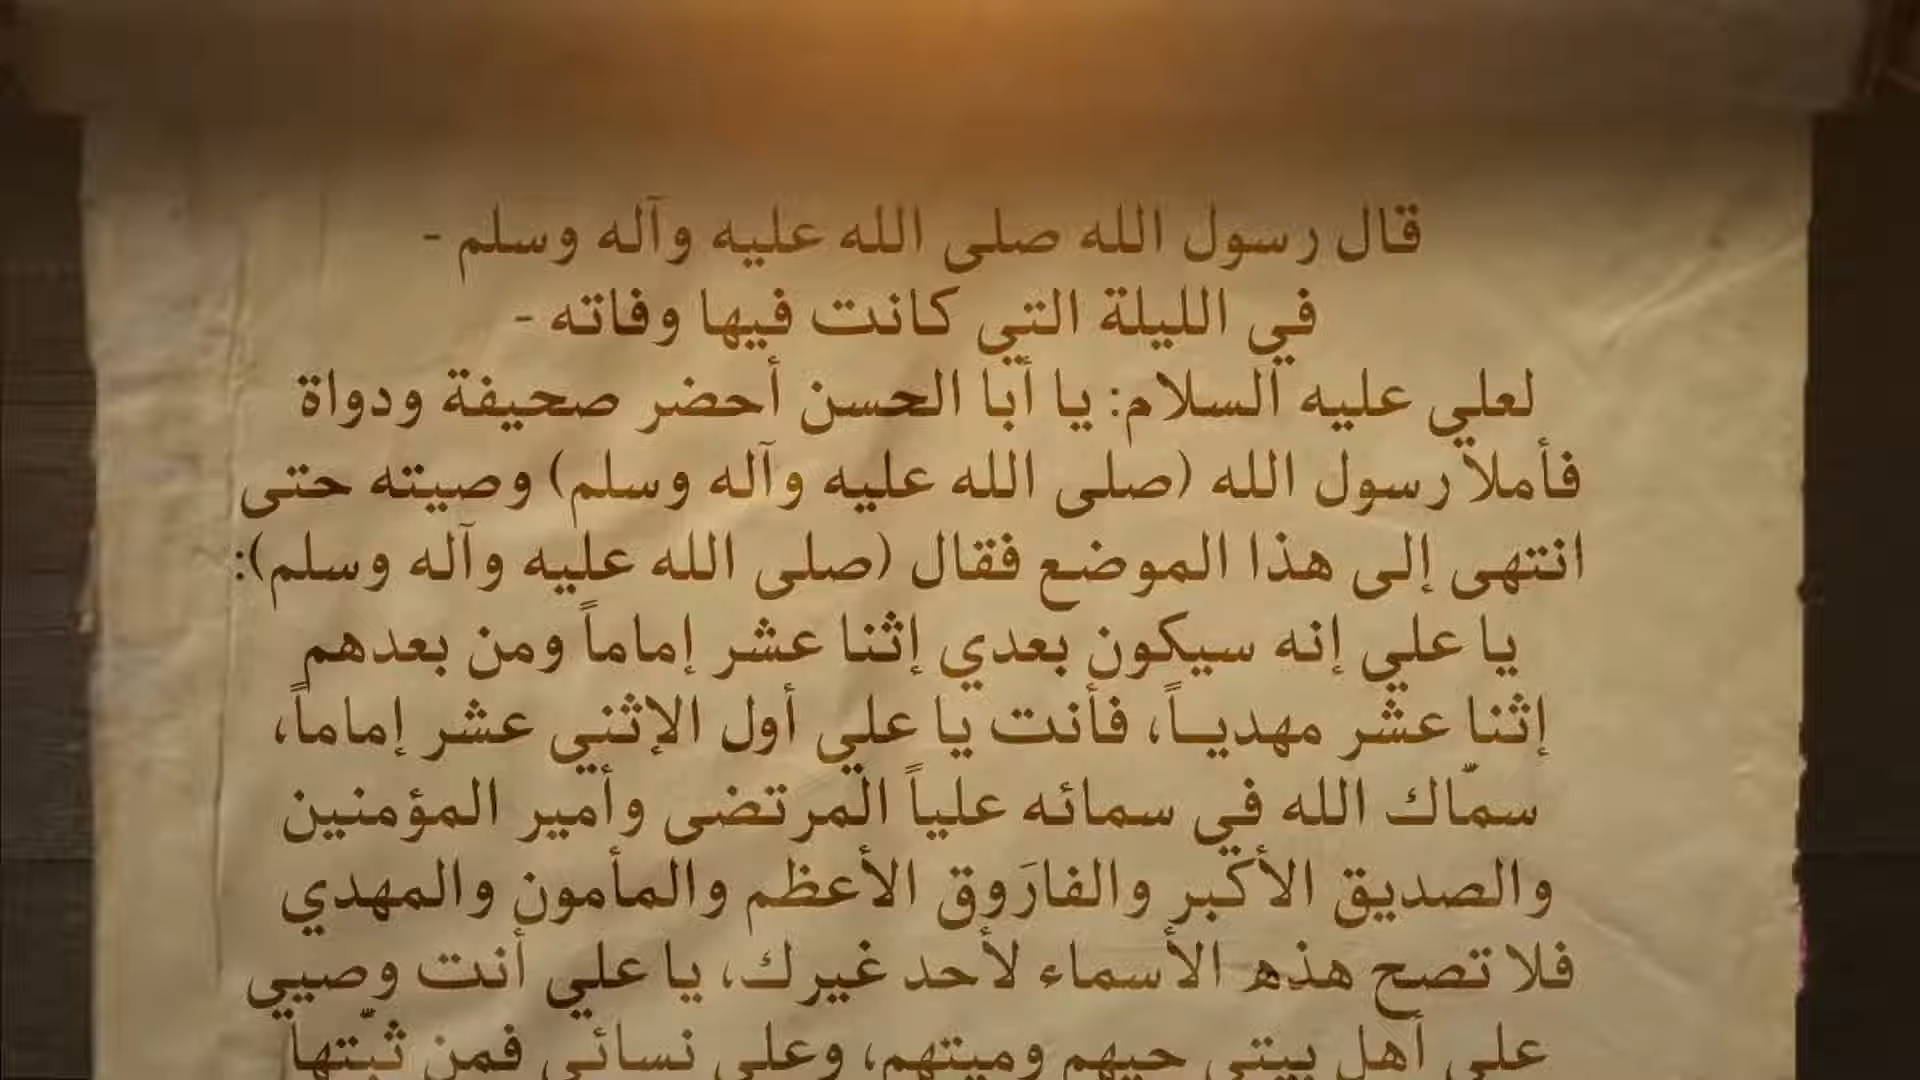 قال رسول الله صلى الله عليه وآله وسلم -
في الليلة التي كانت فيها وفاته -
لعلي عليه السلام: يا أبا الحسن أحضر صحيفة ودواة
فأملا رسول الله (صلى الله عليه وآله وسلم) وصيته حتى
انتهى إلى هذا الموضع فقال (صلى الله عليه وآله وسلم):
يا علي إنه سيكون بعدي إثنا عشر إماماً ومن بعدهم
إثنا عشر مهديـاً، فأنت يا علي أول الإثني عشر إماماً،
سمّاك الله في سمائه علياً المرتضى وأمير المؤمنين
والصديق الأكبر والفارَوق الأعظم والمأمون والمهدي
فلا تصح هذه الأسماء لأحد غيرك، يا علي أنت وصيي
على أهل بيتي حيهم وميتهم، وعلى نسائي فمن ثبّتها